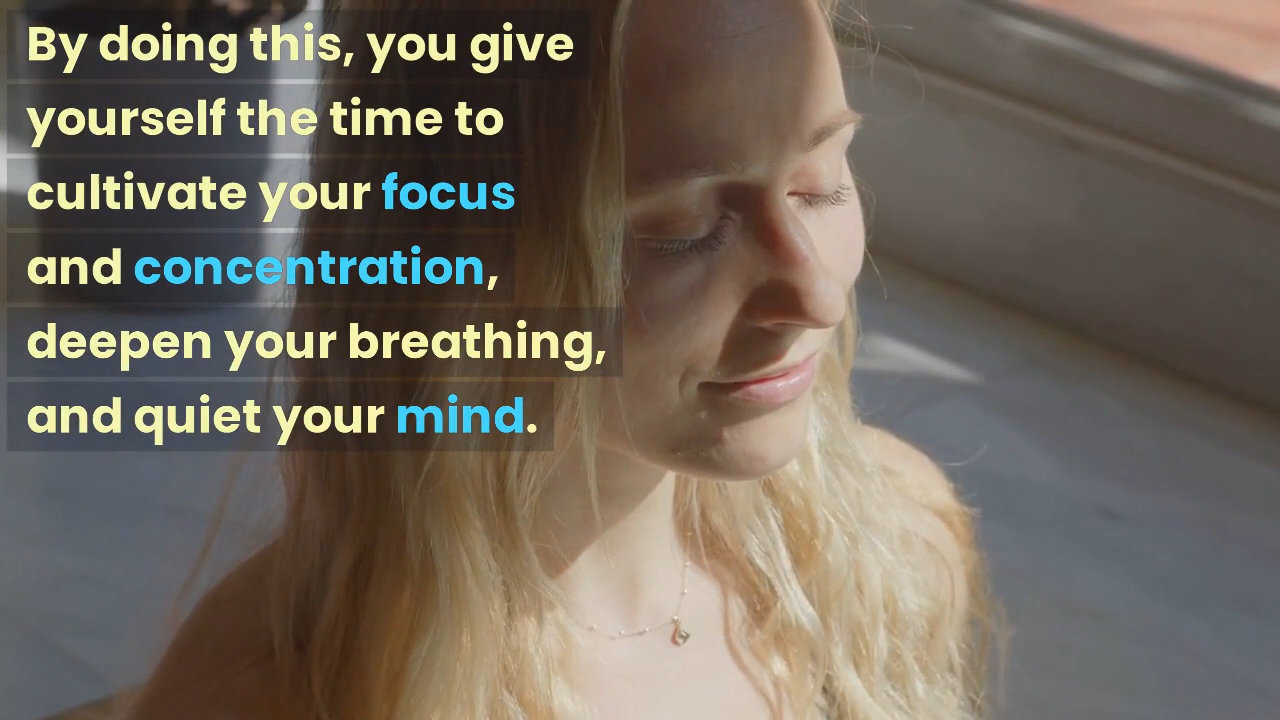 By doing this, you give
yourself the time to
cultivate your focus
and concentration,
deepen your breathing,
and quiet your mind.